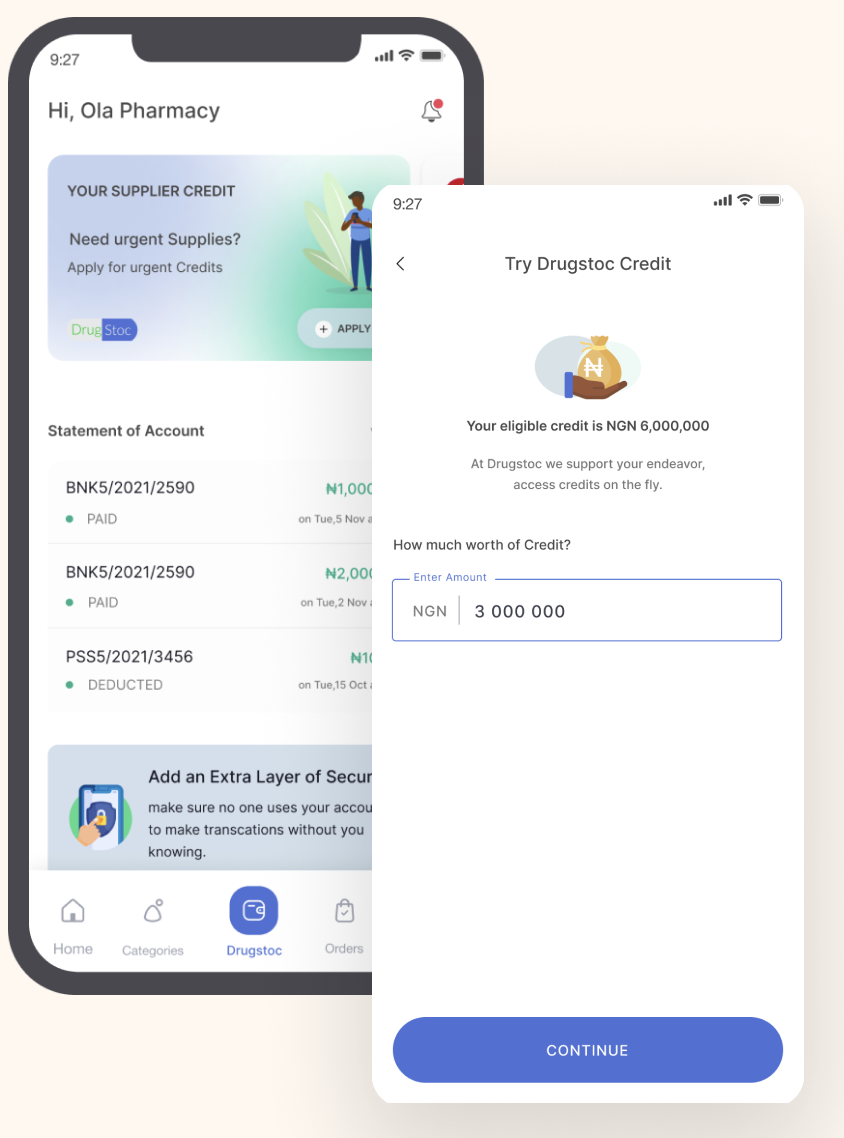 9:27
Hi, Ola Pharmacy
YOUR SUPPLIER CREDIT
Need urgent Supplies?
Apply for urgent Credits
DrugStoc
+ APPLY
Statement of Account
BNK5/2021/2590
₦1,000
PAID
on Tue,5 Nov
BNK5/2021/2590
₦2,000
PAID
on Tue,2 Nov
PSS5/2021/3456
DEDUCTED
on Tue,15 Oct
Add an Extra Layer of
make sure no one uses your
to make transcations without you
knowing.
Home
Categories
Drugstoc
Orders
9:27
Try Drugstoc Credit
₦
Your eligible credit is NGN 6,000,000
At Drugstoc we support your endeavor,
access credits on the fly.
How much worth of Credit?
Enter Amount
NGN 3 000 000
CONTINUE